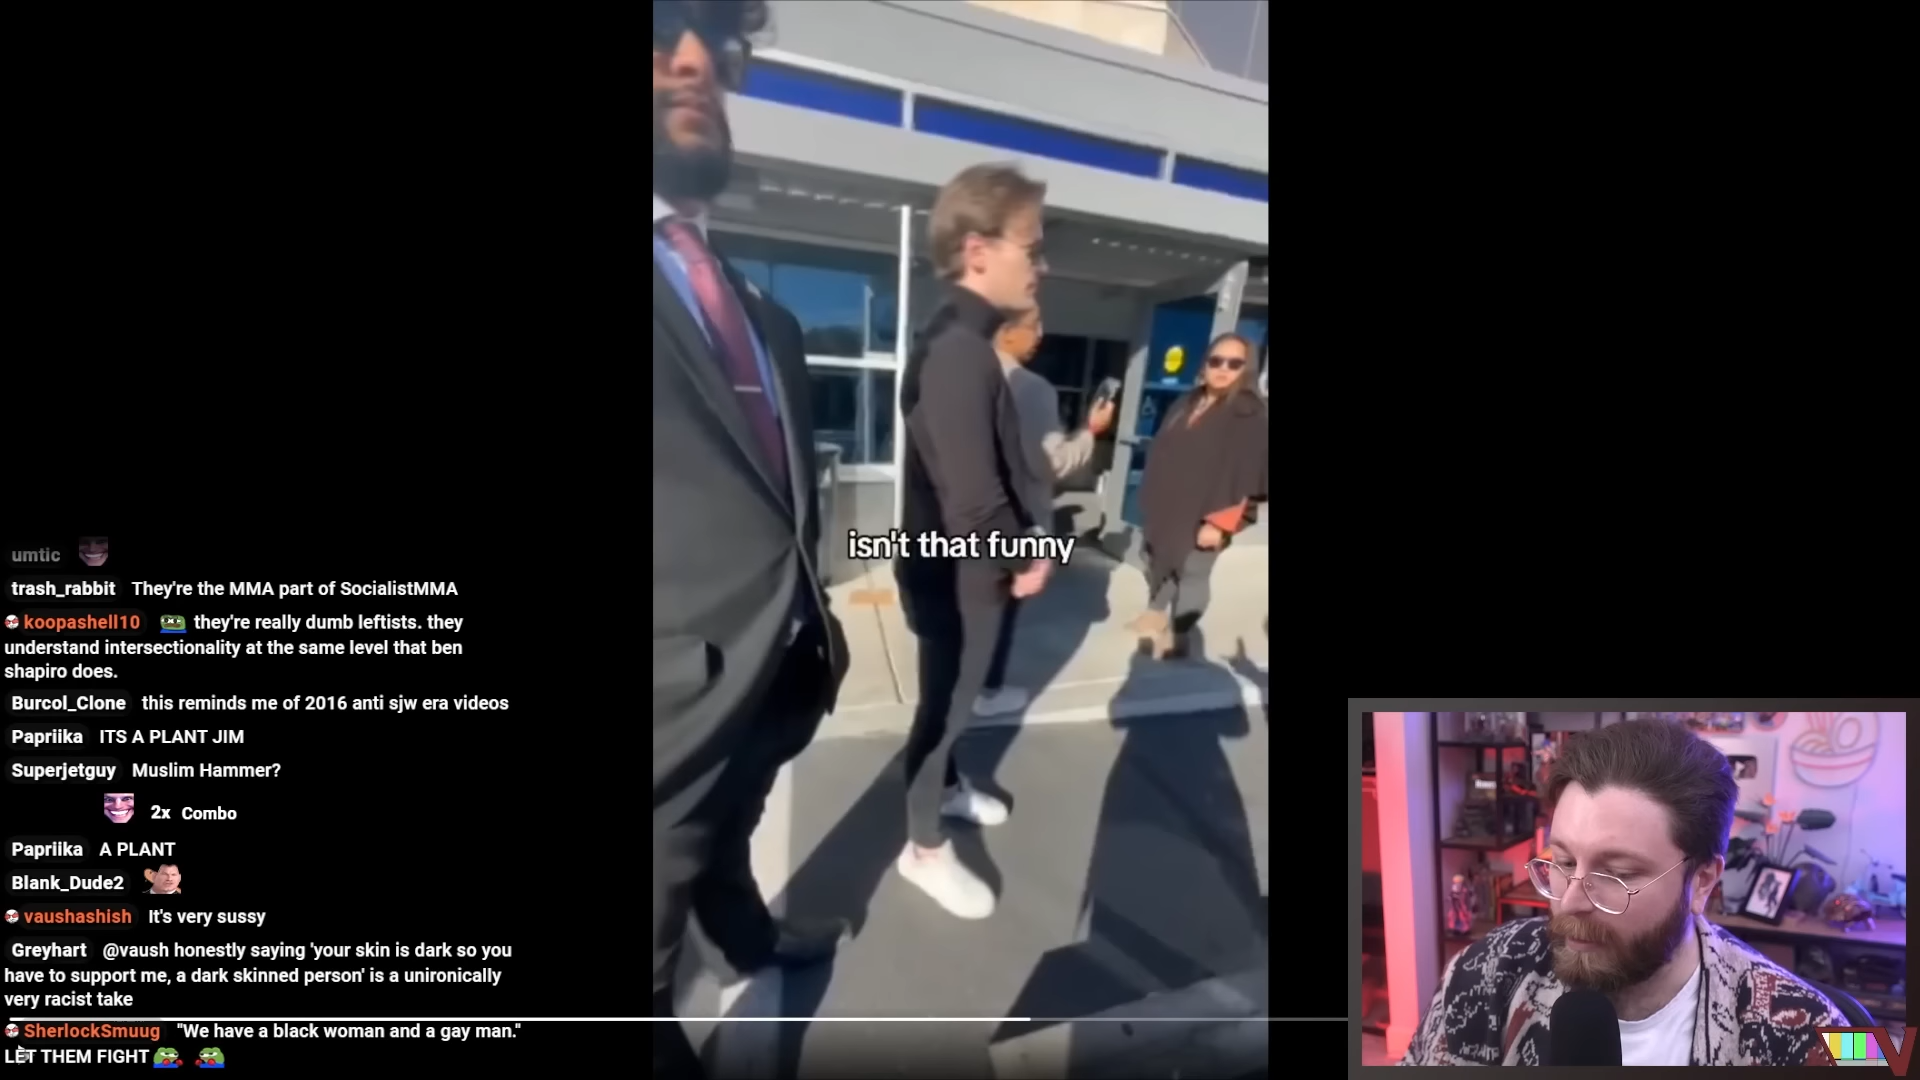 umtic
trash_rabbit They're the MMA part of SocialistMMA
koopashell10 they're really dumb leftists. they
understand intersectionality at the same level that ben
shapiro does.
Burcol_Clone this reminds me of 2016 anti sjw era videos
Papriika ITS A PLANT JIM
Superjetguy Muslim Hammer?
2x Combo
Papriika A PLANT
Blank_Dude2
vaushashish It's very sussy
Greyhart @vaush honestly saying 'your skin is dark so you
have to support me, a dark skinned person' is a unironically
very racist take
SherlockSmuug "We have a black woman and a gay man."
LET THEM FIGHT
isn't that funny